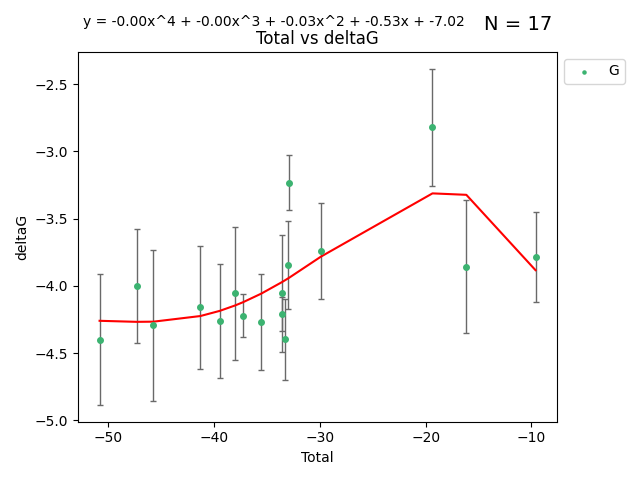 y = -0.00x^4 + -0.00x^3 + -0.03x^2 + -0.53x + -7.02
N = 17
Total vs deltaG
G
deltaG
−2.5
−3.0
−3.5
−4.0
−4.5
−5.0
−50
−40
−30
−20
−10
Total